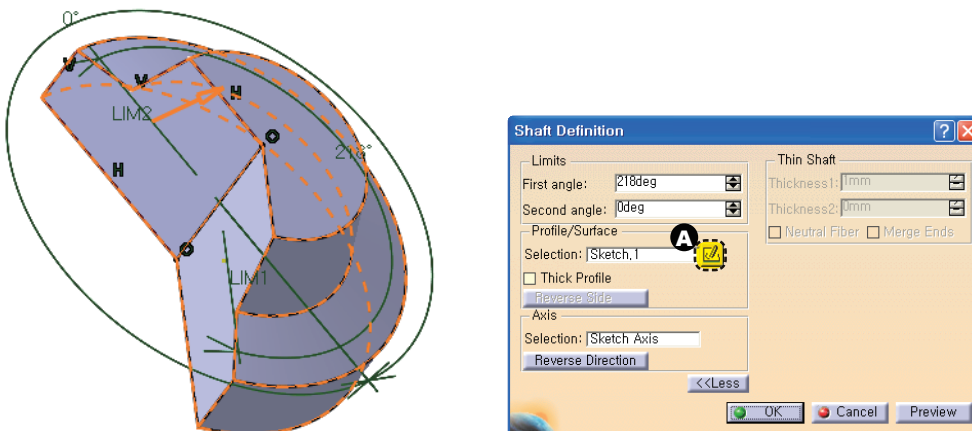 0°
V
V
H
LIM2
O
218°
H
O
LIM1
Shaft Definition
Limits
First angle: 218deg
Second angle: 0deg
Profile/Surface
A
Selection: Sketch.1
Thick Profile
Reverse Side
Axis
Selection: Sketch Axis
Reverse Direction
<<Less
Thin Shaft
Thickness1: 1mm
Thickness2: 0mm
Neutral Fiber Merge Ends
OK Cancel Preview